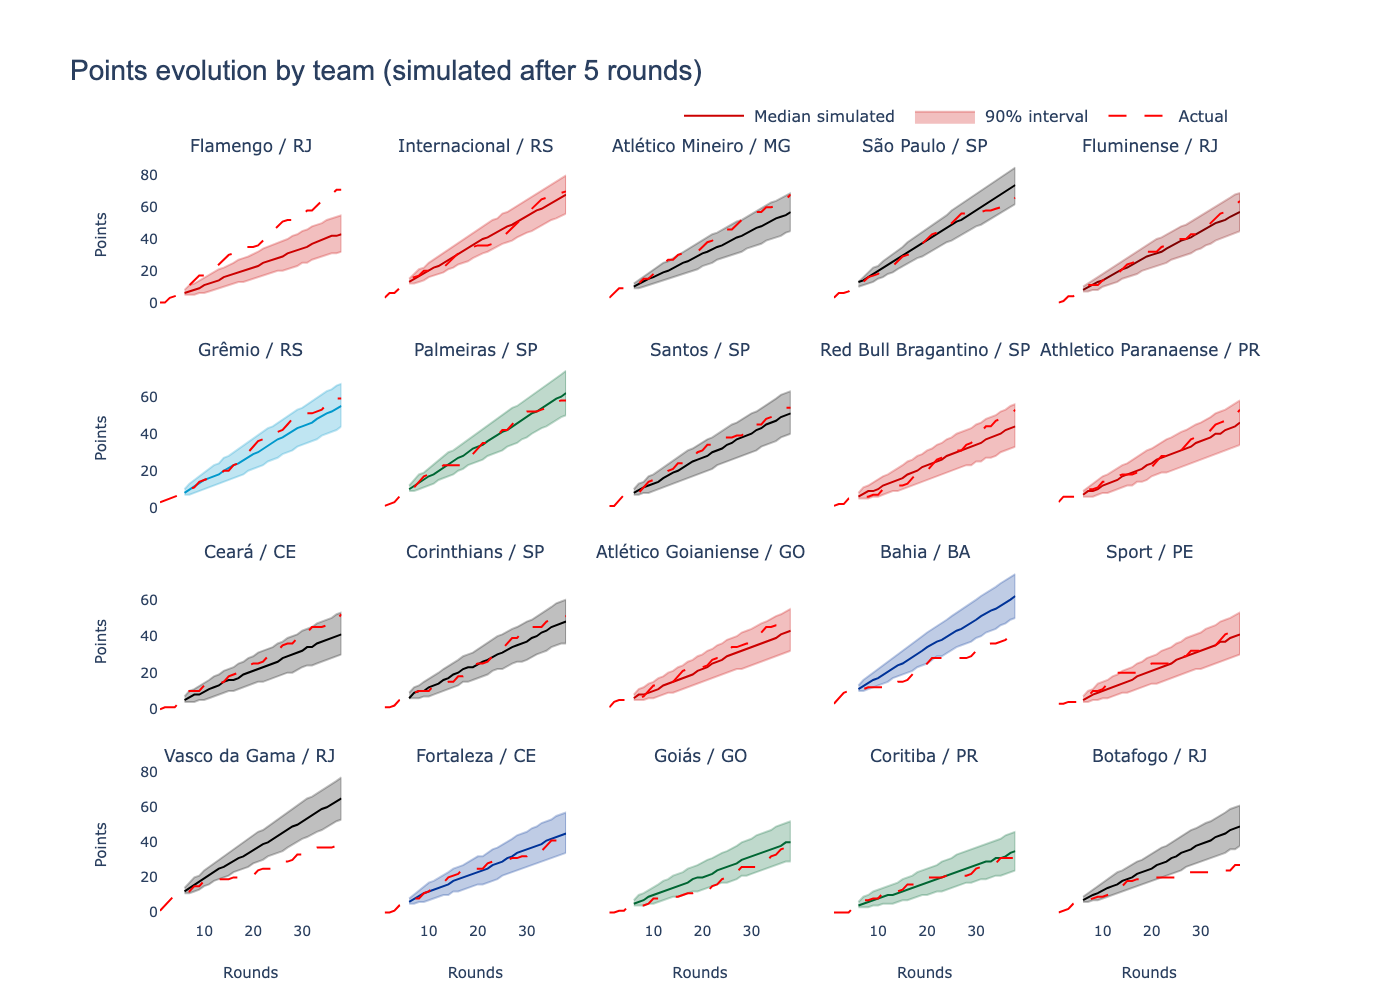 Points evolution by team (simulated after 5 rounds)
Median simulated 90% interval Actual
Flamengo / RJ Internacional / RS Atlético Mineiro / MG São Paulo / SP Fluminense / RJ
80
60
40
20
0
Points
Grêmio / RS Palmeiras / SP Santos / SP Red Bull Bragantino / SP Athletico Paranaense / PR
60
40
20
0
Points
Ceará / CE Corinthians / SP Atlético Goianiense / GO Bahia / BA Sport / PE
60
40
20
0
Points
Vasco da Gama / RJ Fortaleza / CE Goiás / GO Coritiba / PR Botafogo / RJ
80
60
40
20
0
Points
10 20 30 10 20 30 10 20 30 10 20 30 10 20 30
Rounds Rounds Rounds Rounds Rounds